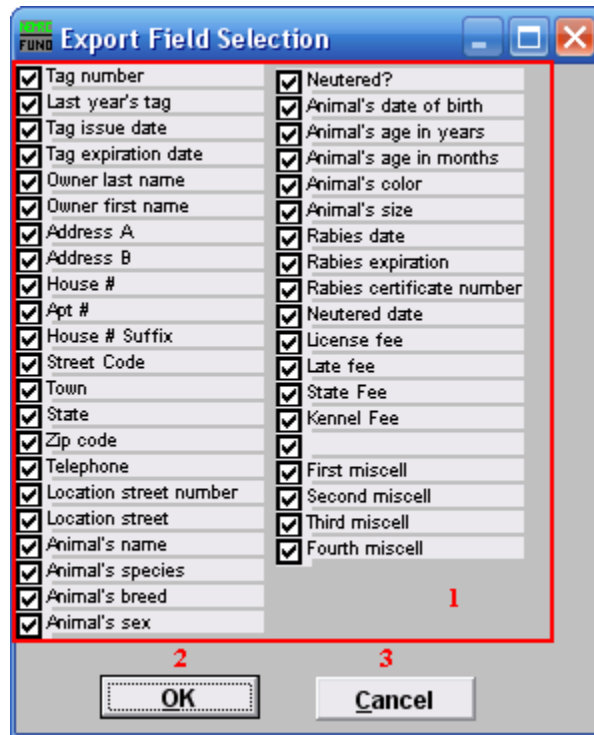 NEMRC
FUND Export Field Selection
Tag number
Last year's tag
Tag issue date
Tag expiration date
Owner last name
Owner first name
Address A
Address B
House #
Apt #
House # Suffix
Street Code
Town
State
Zip code
Telephone
Location street number
Location street
Animal's name
Animal's species
Animal's breed
Animal's sex
Neutered?
Animal's date of birth
Animal's age in years
Animal's age in months
Animal's color
Animal's size
Rabies date
Rabies expiration
Rabies certificate number
Neutered date
License fee
Late fee
State Fee
Kennel Fee
First miscell
Second miscell
Third miscell
Fourth miscell
1
2 3
OK Cancel